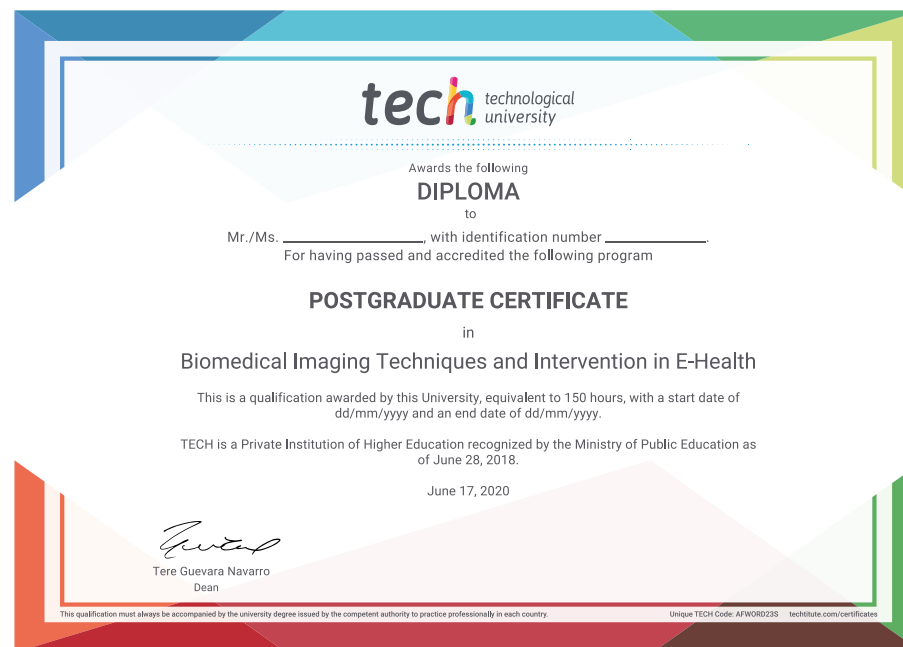 tech technological
university
Awards the following
DIPLOMA
to
Mr./Ms. ________________, with identification number ____________.
For having passed and accredited the following program
POSTGRADUATE CERTIFICATE
in
Biomedical Imaging Techniques and Intervention in E-Health
This is a qualification awarded by this University, equivalent to 150 hours, with a start date of
dd/mm/yyyy and an end date of dd/mm/yyyy.
TECH is a Private Institution of Higher Education recognized by the Ministry of Public Education as
of June 28, 2018.
June 17, 2020
Tere Guevara Navarro
Dean
This qualification must always be accompanied by the university degree issued by the competent authority to practice professionally in each country. Unique TECH Code: AFWORD23S techtitute.com/certificates